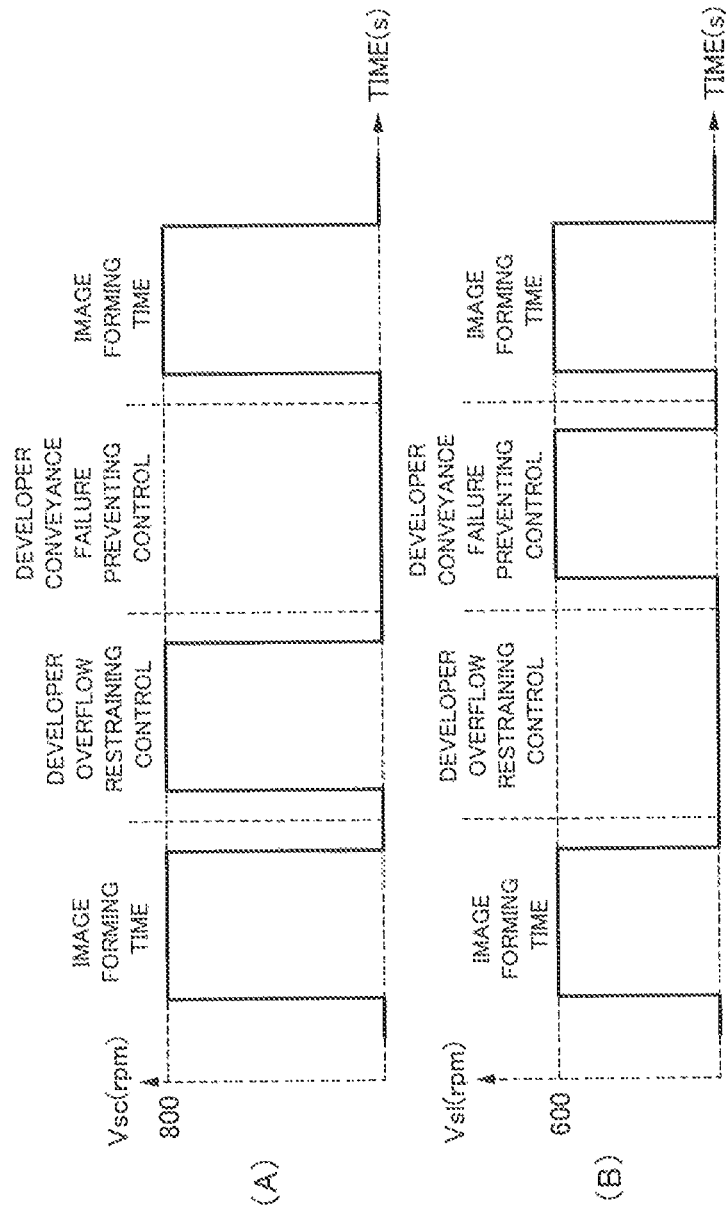 (A)
Vsc(rpm)
800
IMAGE
FORMING
TIME
DEVELOPER
OVERFLOW
RESTRAINING
CONTROL
DEVELOPER
CONVEYANCE
FAILURE
PREVENTING
CONTROL
IMAGE
FORMING
TIME
TIME(s)
(B)
Vsl(rpm)
600
IMAGE
FORMING
TIME
DEVELOPER
OVERFLOW
RESTRAINING
CONTROL
DEVELOPER
CONVEYANCE
FAILURE
PREVENTING
CONTROL
IMAGE
FORMING
TIME
TIME(s)